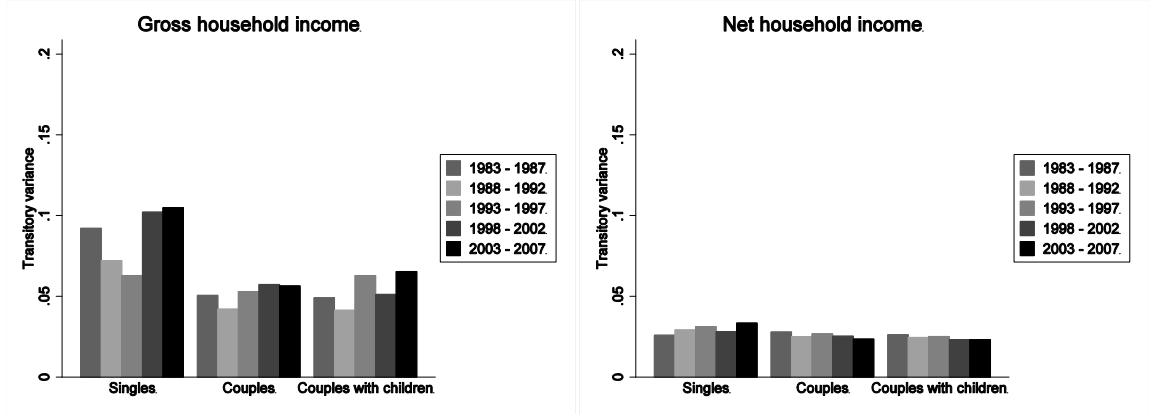 Gross household income.
.2
.15
.1
.05
0
Transitory variance
Singles.
Couples.
Couples with children.
1983 - 1987.
1988 - 1992.
1993 - 1997.
1998 - 2002.
2003 - 2007.
Net household income.
.2
.15
.1
.05
0
Transitory variance
Singles.
Couples.
Couples with children.
1983 - 1987.
1988 - 1992.
1993 - 1997.
1998 - 2002.
2003 - 2007.